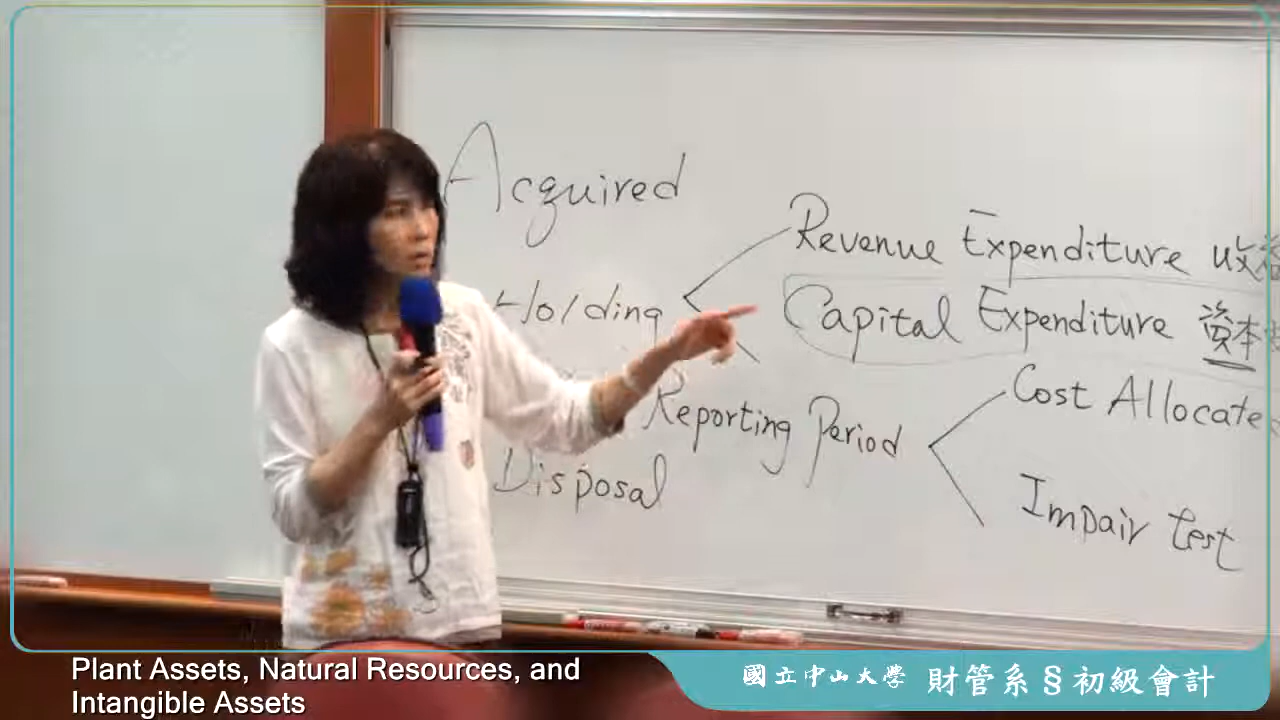 Acquired
Revenue Expenditure 收
Holding
Capital Expenditure 資本
Cost Allocate
Reporting Period
Disposal
Impair test
Plant Assets, Natural Resources, and
Intangible Assets
國立中山大學 財管系§初級會計